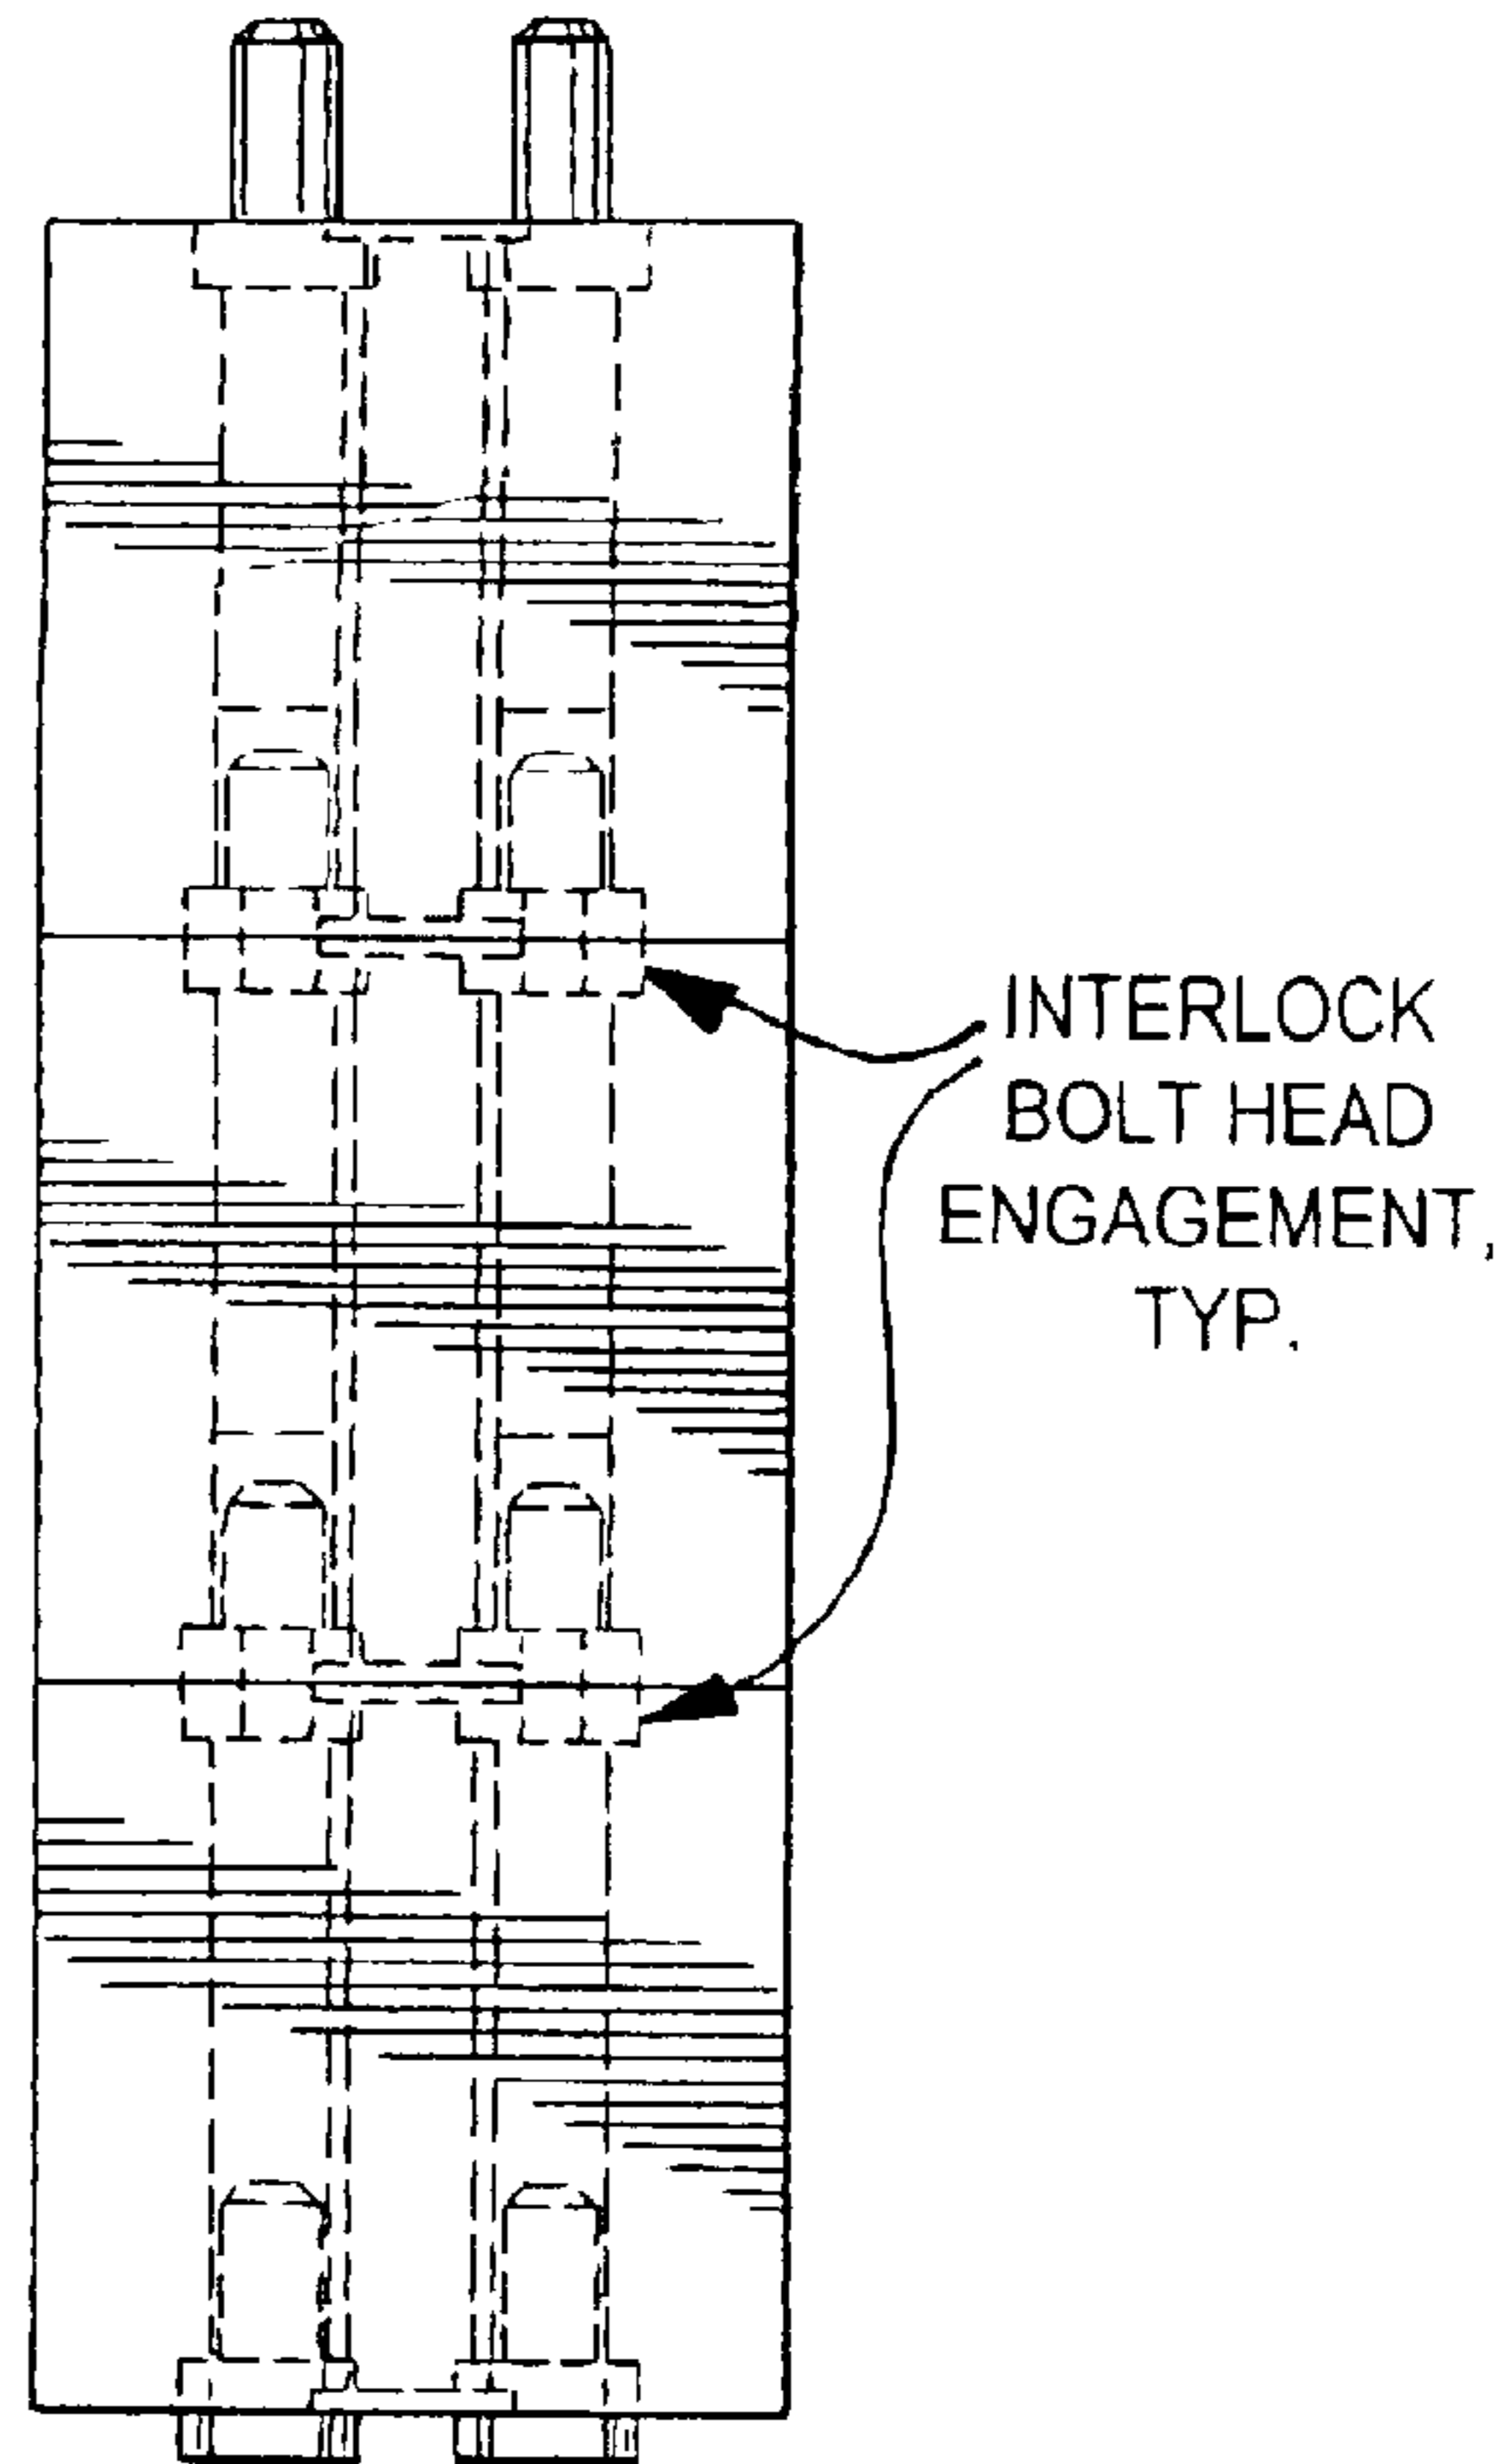 INTERLOCK
BOLT HEAD
ENGAGEMENT,
TYP.